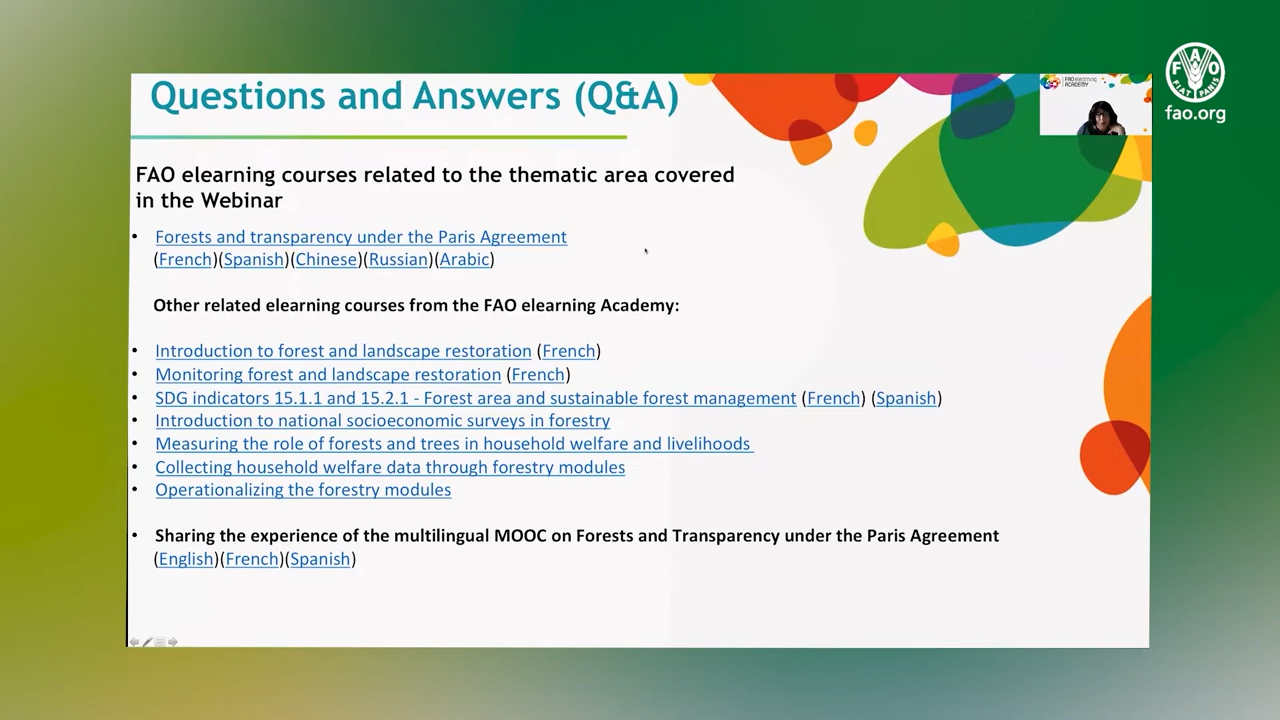 Questions and Answers (Q&A)
FAO elearning
ACADEMY
FAO
FIAT PANIS
fao.org
FAO elearning courses related to the thematic area covered
in the Webinar
• Forests and transparency under the Paris Agreement
(French)(Spanish)(Chinese)(Russian)(Arabic)
Other related elearning courses from the FAO elearning Academy:
• Introduction to forest and landscape restoration (French)
• Monitoring forest and landscape restoration (French)
• SDG indicators 15.1.1 and 15.2.1 - Forest area and sustainable forest management (French) (Spanish)
• Introduction to national socioeconomic surveys in forestry
• Measuring the role of forests and trees in household welfare and livelihoods
• Collecting household welfare data through forestry modules
• Operationalizing the forestry modules
• Sharing the experience of the multilingual MOOC on Forests and Transparency under the Paris Agreement
(English)(French)(Spanish)